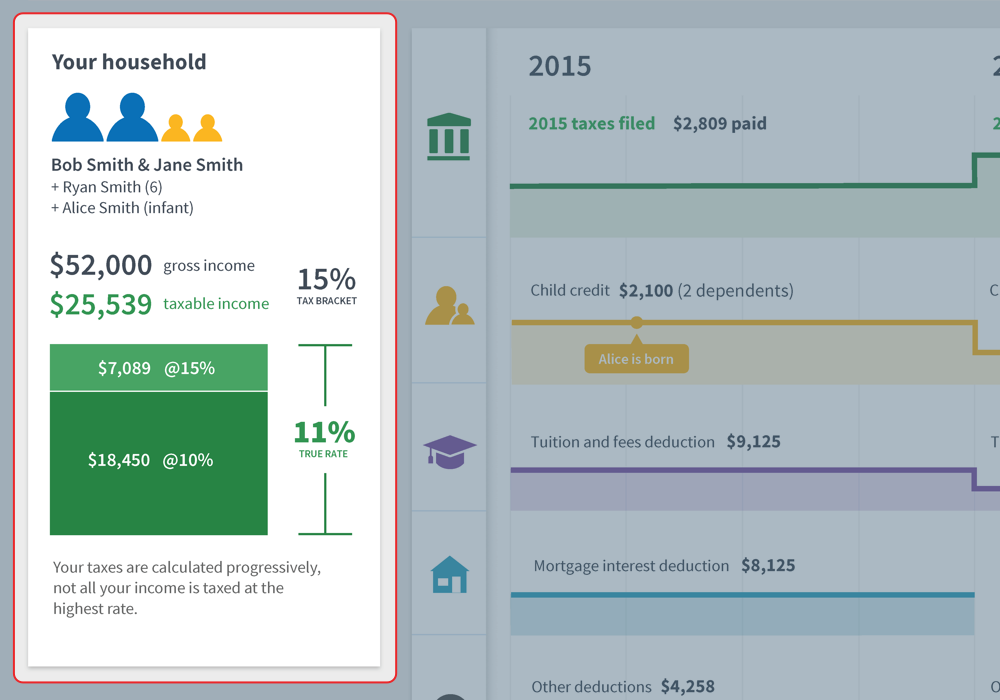 Your household
Bob Smith & Jane Smith
+ Ryan Smith (6)
+ Alice Smith (infant)
$52,000 gross income
$25,539 taxable income
15%
TAX BRACKET
$7,089 @15%
$18,450 @10%
11%
TRUE RATE
Your taxes are calculated progressively,
not all your income is taxed at the
highest rate.
2015
2015 taxes filed $2,809 paid
Child credit $2,100 (2 dependents)
Alice is born
Tuition and fees deduction $9,125
Mortgage interest deduction $8,125
Other deductions $4,258